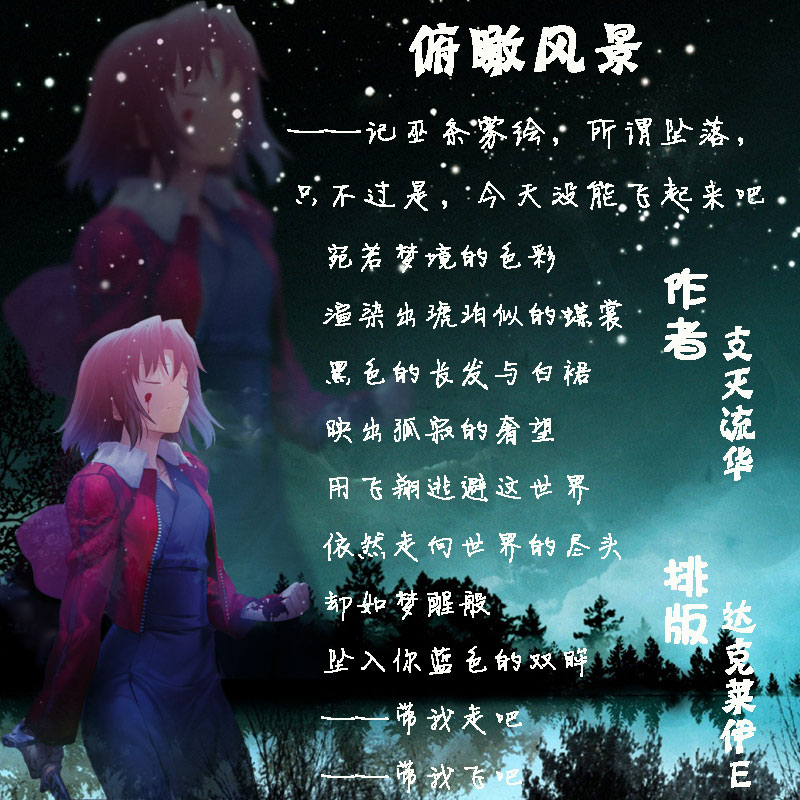 俯瞰风景
——记巫条雾绘，所谓坠落，
只不过是，今天没能飞起来吧
宛若梦境的色彩
渲染出琥珀似的蝶裳
黑色的长发与白裙
映出孤寂的奢望
用飞翔逃避这世界
依然走向世界的尽头
却如梦醒般
坠入你蓝色的双眸
——带我走吧
——带我飞吧
作者
支天流华
排版
达克莱伊E